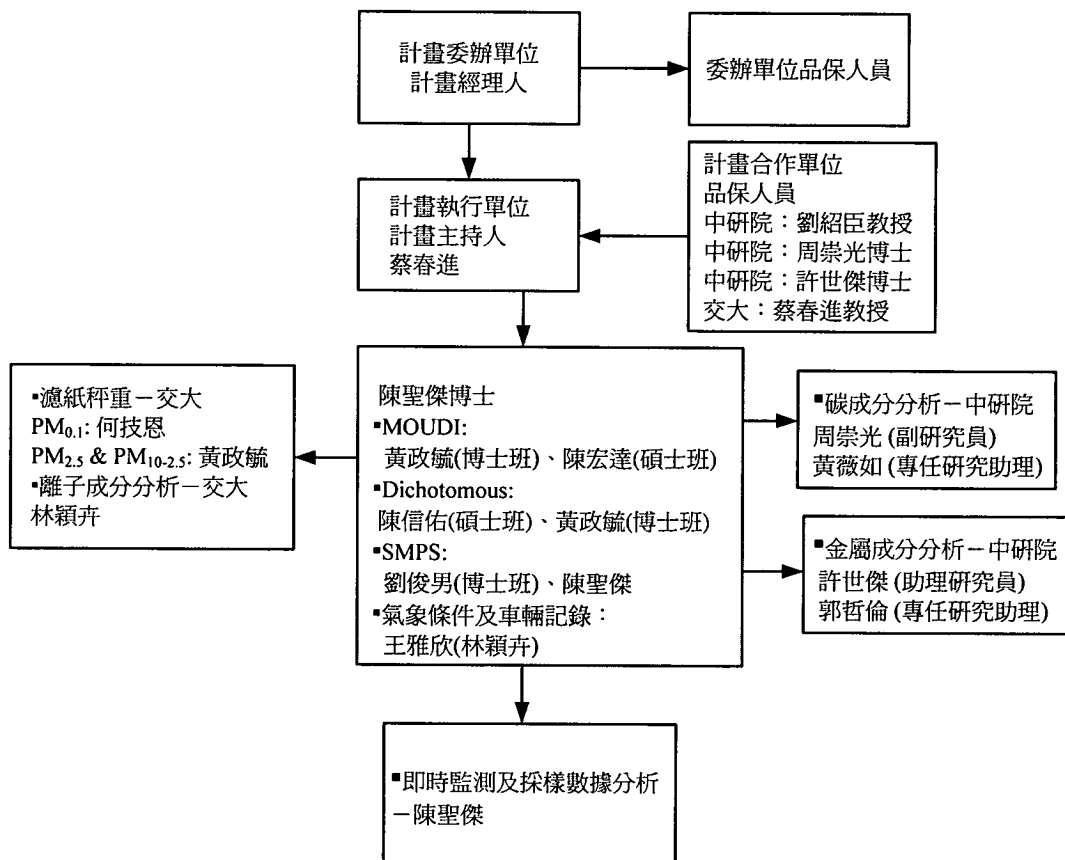 計畫委辦單位
計畫經理人
委辦單位品保人員
計畫合作單位
品保人員
中研院：劉紹臣教授
中研院：周崇光博士
中研院：許世傑博士
交大：蔡春進教授
計畫執行單位
計畫主持人
蔡春進
▪濾紙秤重－交大
PM0.1: 何技恩
PM2.5 & PM10-2.5: 黃政毓
▪離子成分分析－交大
林穎卉
陳聖傑博士
▪MOUDI:
黃政毓(博士班)、陳宏達(碩士班)
▪Dichotomous:
陳信佑(碩士班)、黃政毓(博士班)
▪SMPS:
劉俊男(博士班)、陳聖傑
▪氣象條件及車輛記錄：
王雅欣(林穎卉)
▪碳成分分析－中研院
周崇光 (副研究員)
黃薇如 (專任研究助理)
▪金屬成分分析－中研院
許世傑 (助理研究員)
郭哲倫 (專任研究助理)
▪即時監測及採樣數據分析
－陳聖傑